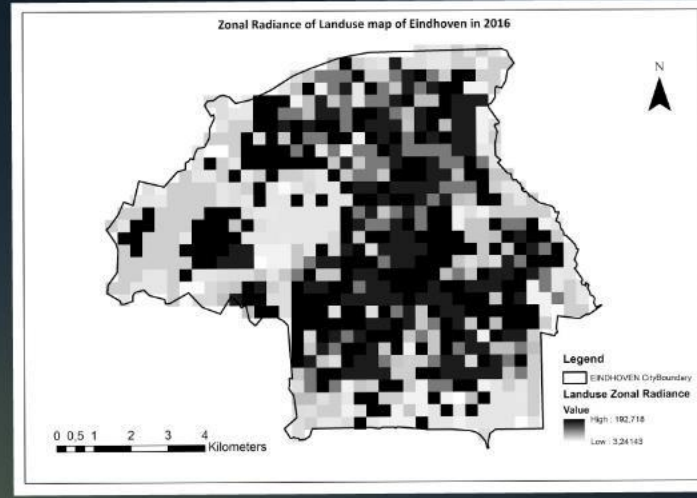 Zonal Radiance of Landuse map of Eindhoven in 2016
N
Legend
EINDHOVEN CityBoundary
Landuse Zonal Radiance
Value
High : 192,718
Low : 3,24143
0 0,5 1 2 3 4
Kilometers